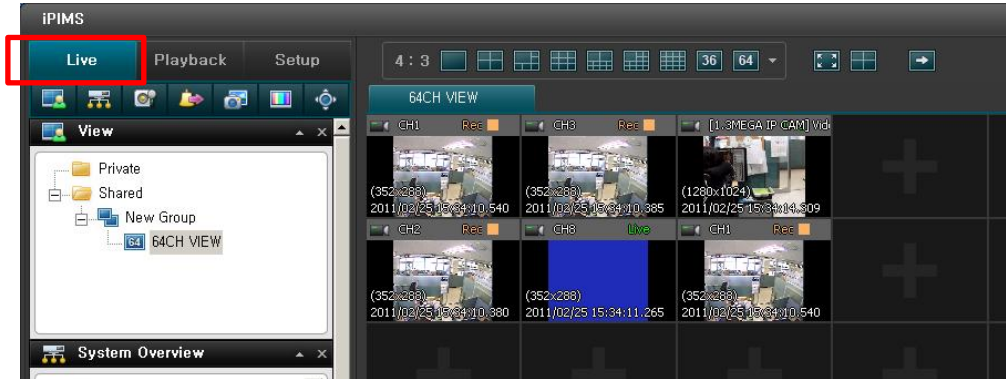 iPIMS
Live Playback Setup
4 : 3 36 64
View
Private
Shared
New Group
64 64CH VIEW
System Overview
64CH VIEW
CH1 Rec
(352x288)
2011/02/25 15:34:10.540
CH3 Rec
(352x288)
2011/02/25 15:34:10.385
[1.3MEGA IP CAM] Vide
(1280x1024)
2011/02/25 15:34:14.309
CH2 Rec
(352x288)
2011/02/25 15:34:10.380
CH8 Live
(352x288)
2011/02/25 15:34:11.265
CH1 Rec
(352x288)
2011/02/25 15:34:10.540